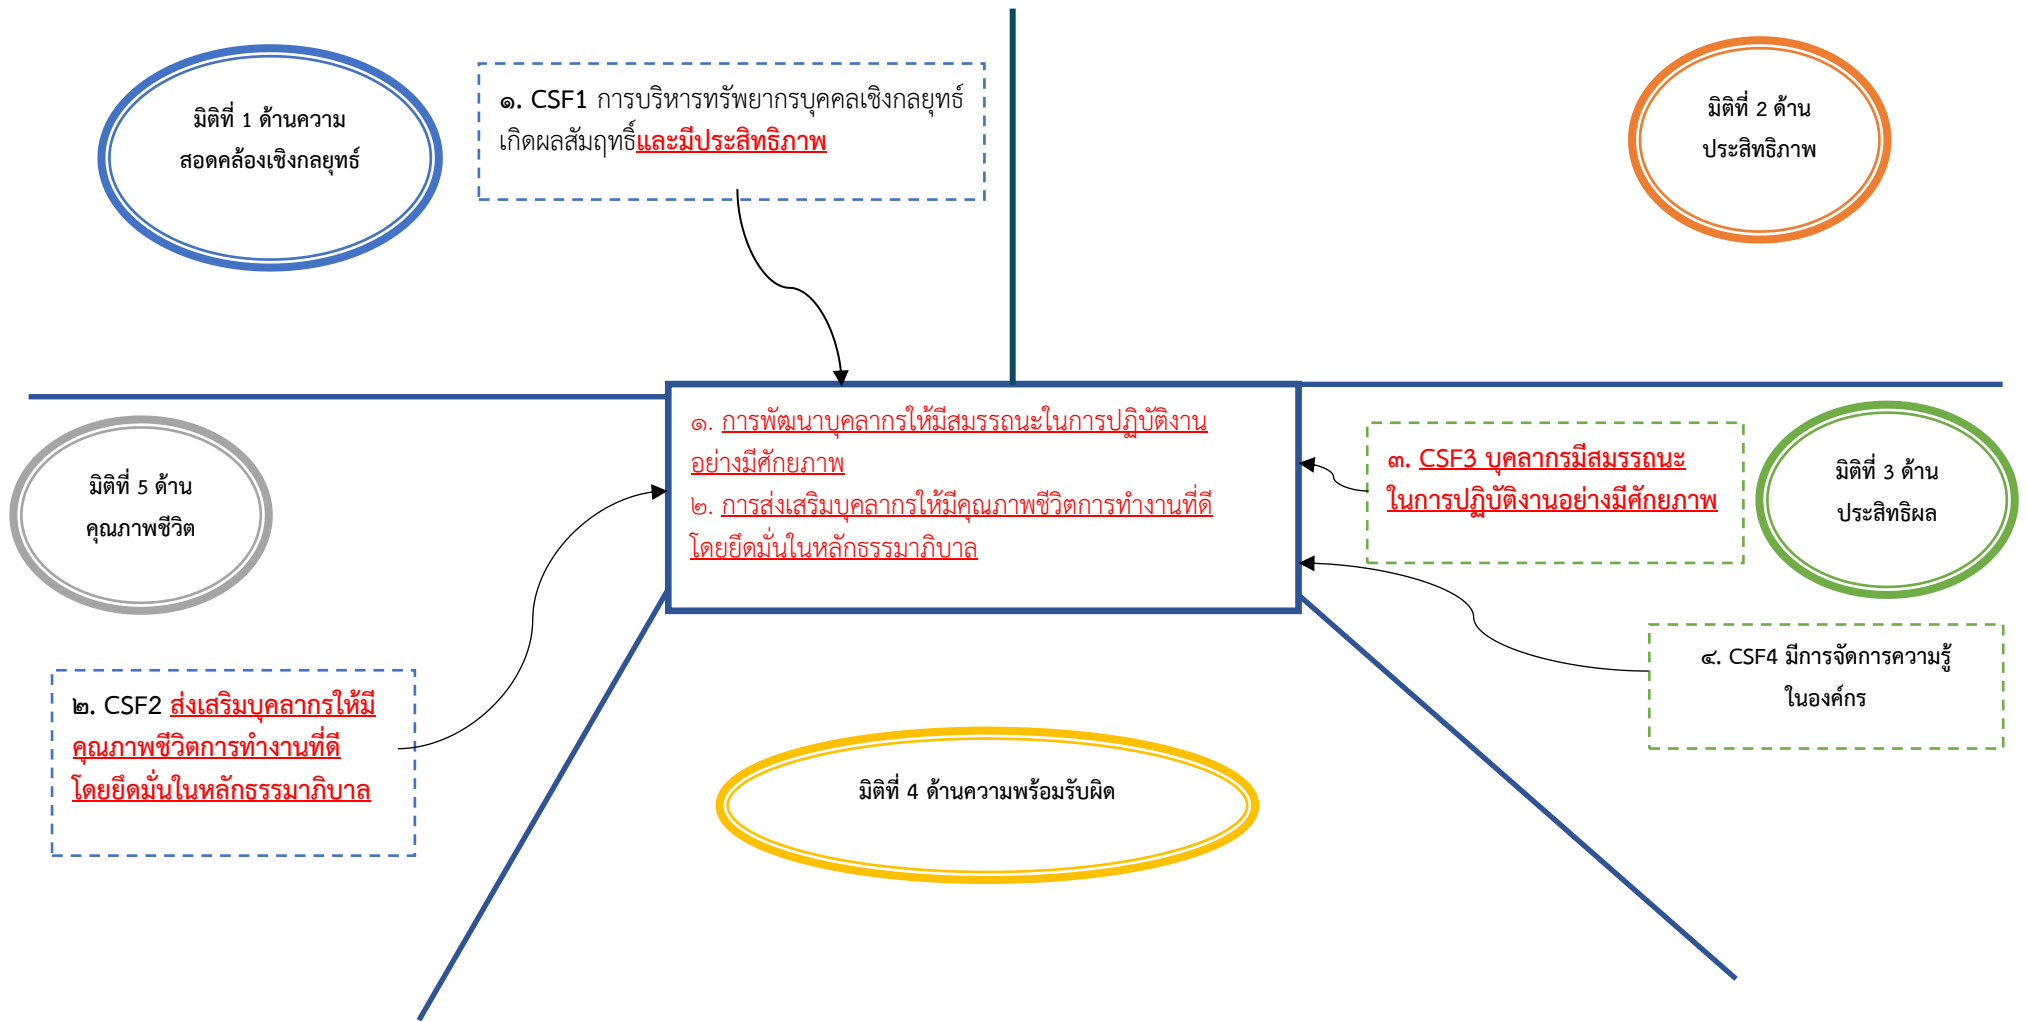 มิติที่ 1 ด้านความ
สอดคล้องเชิงกลยุทธ์
๑. CSF1 การบริหารทรัพยากรบุคคลเชิงกลยุทธ์
เกิดผลสัมฤทธิ์และมีประสิทธิภาพ
มิติที่ 2 ด้าน
ประสิทธิภาพ
๑. การพัฒนาบุคลากรให้มีสมรรถนะในการปฏิบัติงาน
อย่างมีศักยภาพ
๒. การส่งเสริมบุคลากรให้มีคุณภาพชีวิตการทำงานที่ดี
โดยยึดมั่นในหลักธรรมาภิบาล
๓. CSF3 บุคลากรมีสมรรถนะ
ในการปฏิบัติงานอย่างมีศักยภาพ
มิติที่ 3 ด้าน
ประสิทธิผล
มิติที่ 5 ด้าน
คุณภาพชีวิต
๒. CSF2 ส่งเสริมบุคลากรให้มี
คุณภาพชีวิตการทำงานที่ดี
โดยยึดมั่นในหลักธรรมาภิบาล
๔. CSF4 มีการจัดการความรู้
ในองค์กร
มิติที่ 4 ด้านความพร้อมรับผิด